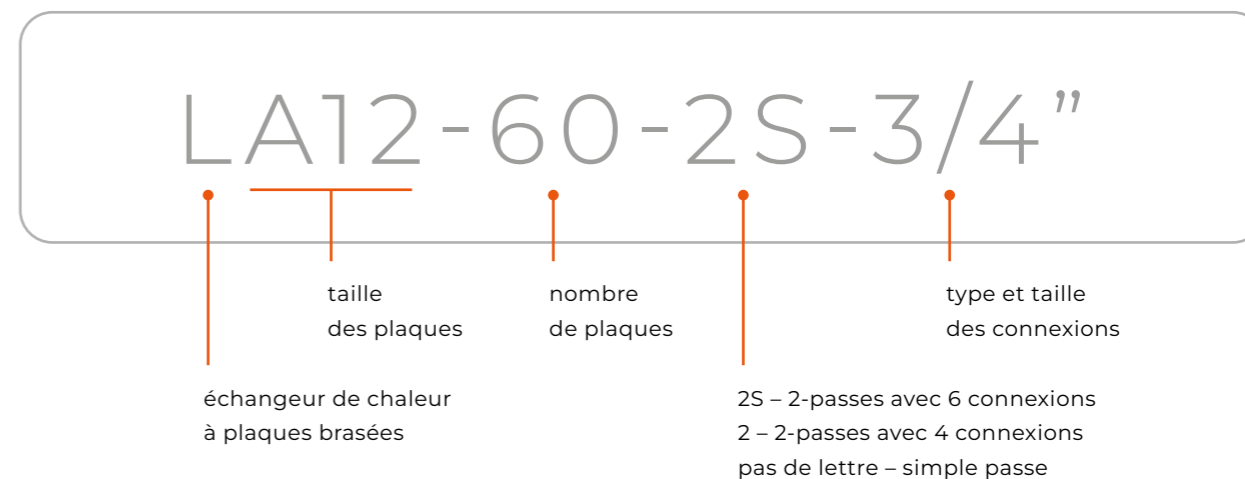 LA12-60-2S-3/4”
taille
des plaques
nombre
de plaques
type et taille
des connexions
échangeur de chaleur
à plaques brasées
2S – 2-passes avec 6 connexions
2 – 2-passes avec 4 connexions
pas de lettre – simple passe